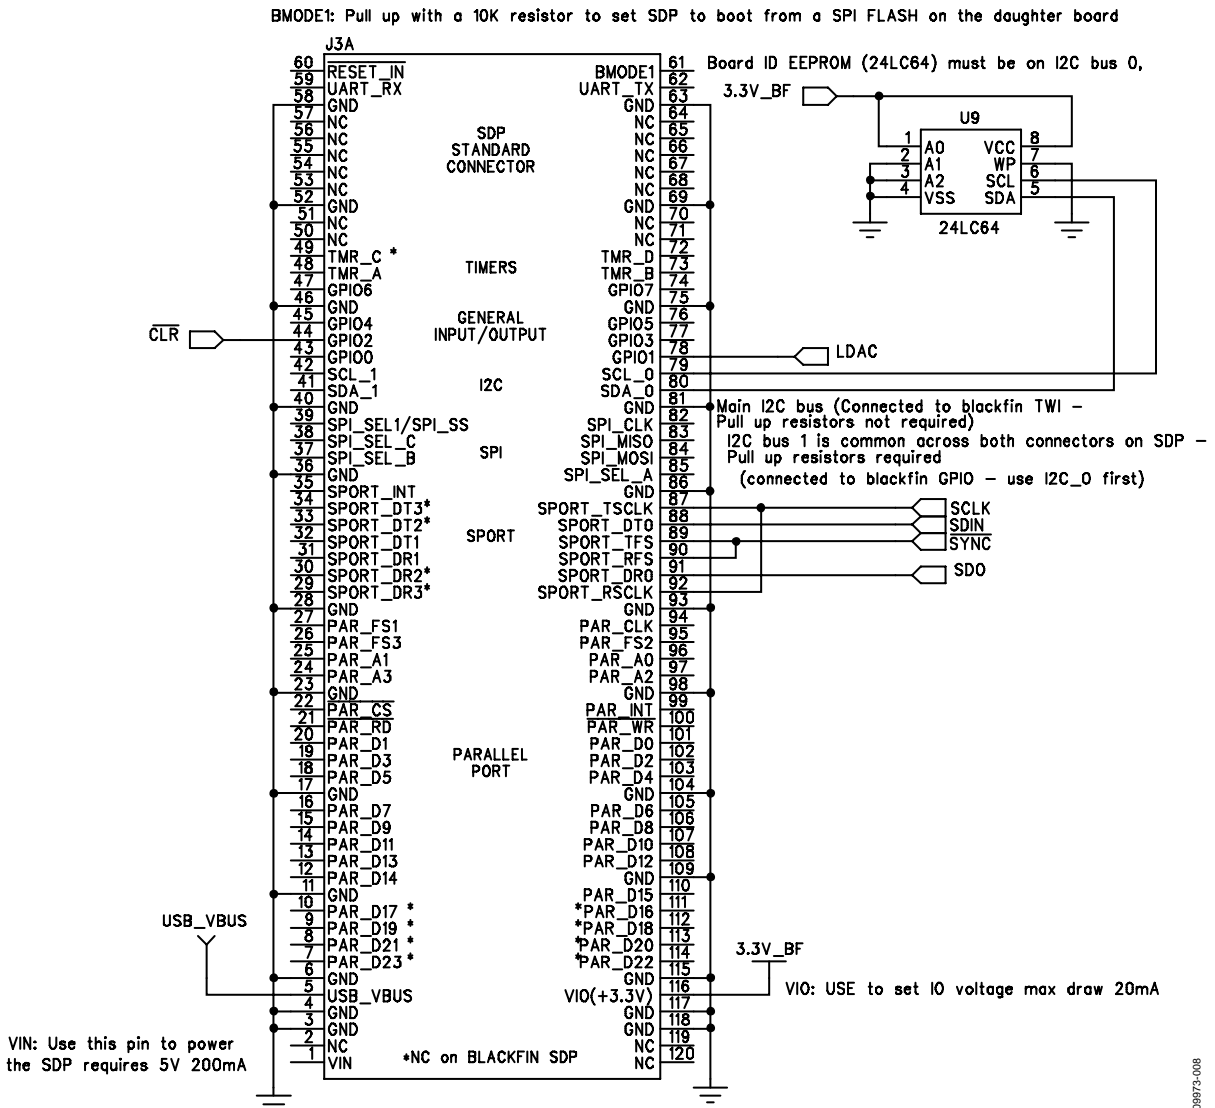 BMODE1: Pull up with a 10K resistor to set SDP to boot from a SPI FLASH on the daughter board
J3A
60 RESET_IN BMODE1 61
59 UART_RX UART_TX 62
58 GND GND 63
57 NC NC 64
56 NC NC 65
55 NC NC 66
54 NC NC 67
53 NC NC 68
52 GND GND 69
51 NC NC 70
50 NC NC 71
49 TMR_C * TMR_D 72
48 TMR_A TMR_B 73
47 GPIO6 GPIO7 74
46 GND GND 75
45 GPIO4 GPIO5 76
44 GPIO2 GPIO3 77
43 GPIO0 GPIO1 78
42 SCL_1 SCL_0 79
41 SDA_1 SDA_0 80
40 GND GND 81
39 SPI_SEL1/SPI_SS SPI_CLK 82
38 SPI_SEL_C SPI_MISO 83
37 SPI_SEL_B SPI_MOSI 84
36 GND SPI_SEL_A 85
35 SPORT_INT GND 86
34 SPORT_DT3* SPORT_TSCLK 87
33 SPORT_DT2* SPORT_DT0 88
32 SPORT_DT1 SPORT_TFS 89
31 SPORT_DR1 SPORT_RFS 90
30 SPORT_DR2* SPORT_DR0 91
29 SPORT_DR3* SPORT_RSCLK 92
28 GND GND 93
27 PAR_FS1 PAR_CLK 94
26 PAR_FS3 PAR_FS2 95
25 PAR_A1 PAR_A0 96
24 PAR_A3 PAR_A2 97
23 GND GND 98
22 PAR_CS PAR_INT 99
21 PAR_RD PAR_WR 100
20 PAR_D1 PAR_D0 101
19 PAR_D3 PAR_D2 102
18 PAR_D5 PAR_D4 103
17 GND GND 104
16 PAR_D7 PAR_D6 105
15 PAR_D9 PAR_D8 106
14 PAR_D11 PAR_D10 107
13 PAR_D13 PAR_D12 108
12 PAR_D14 GND 109
11 GND PAR_D15 110
10 PAR_D17 * *PAR_D16 111
9 PAR_D19 * *PAR_D18 112
8 PAR_D21 * *PAR_D20 113
7 PAR_D23 * *PAR_D22 114
6 GND GND 115
5 USB_VBUS VIO(+3.3V) 116
4 GND GND 117
3 GND GND 118
2 NC NC 119
1 VIN NC 120
SDP
STANDARD
CONNECTOR
TIMERS
GENERAL
INPUT/OUTPUT
I2C
SPI
SPORT
PARALLEL
PORT
*NC on BLACKFIN SDP
CLR
USB_VBUS
VIN: Use this pin to power
the SDP requires 5V 200mA
Board ID EEPROM (24LC64) must be on I2C bus 0,
3.3V_BF
U9
1 A0 VCC 8
2 A1 WP 7
3 A2 SCL 6
4 VSS SDA 5
24LC64
LDAC
Main I2C bus (Connected to blackfin TWI –
Pull up resistors not required)
I2C bus 1 is common across both connectors on SDP –
Pull up resistors required
(connected to blackfin GPIO – use I2C_0 first)
SCLK
SDIN
SYNC
SDO
3.3V_BF
VIO: USE to set IO voltage max draw 20mA
09973-008